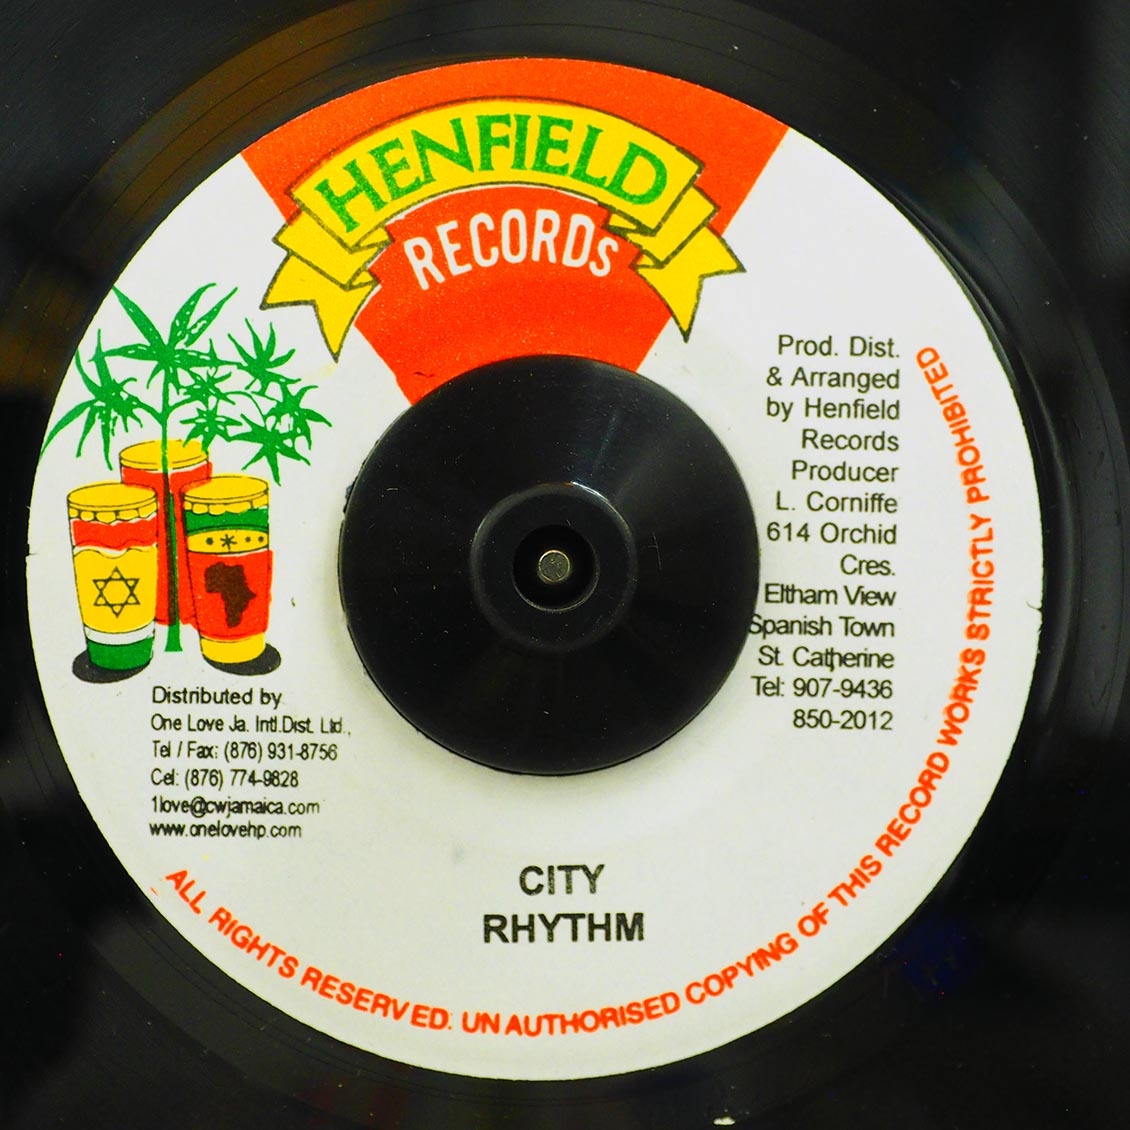 HENFIELD
RECORDS
Prod. Dist.
& Arranged
by Henfield
Records
Producer
L. Corniffe
614 Orchid
Cres.
Eltham View
Spanish Town
St. Catherine
Tel: 907-9436
850-2012
Distributed by
One Love Ja. Intl.Dist. Ltd.,
Tel / Fax: (876) 931-8756
Cel: (876) 774-9828
1love@cwjamaica.com
www.onelovehp.com
CITY
RHYTHM
ALL RIGHTS RESERVED. UNAUTHORISED COPYING OF THIS RECORD WORKS STRICTLY PROHIBITED